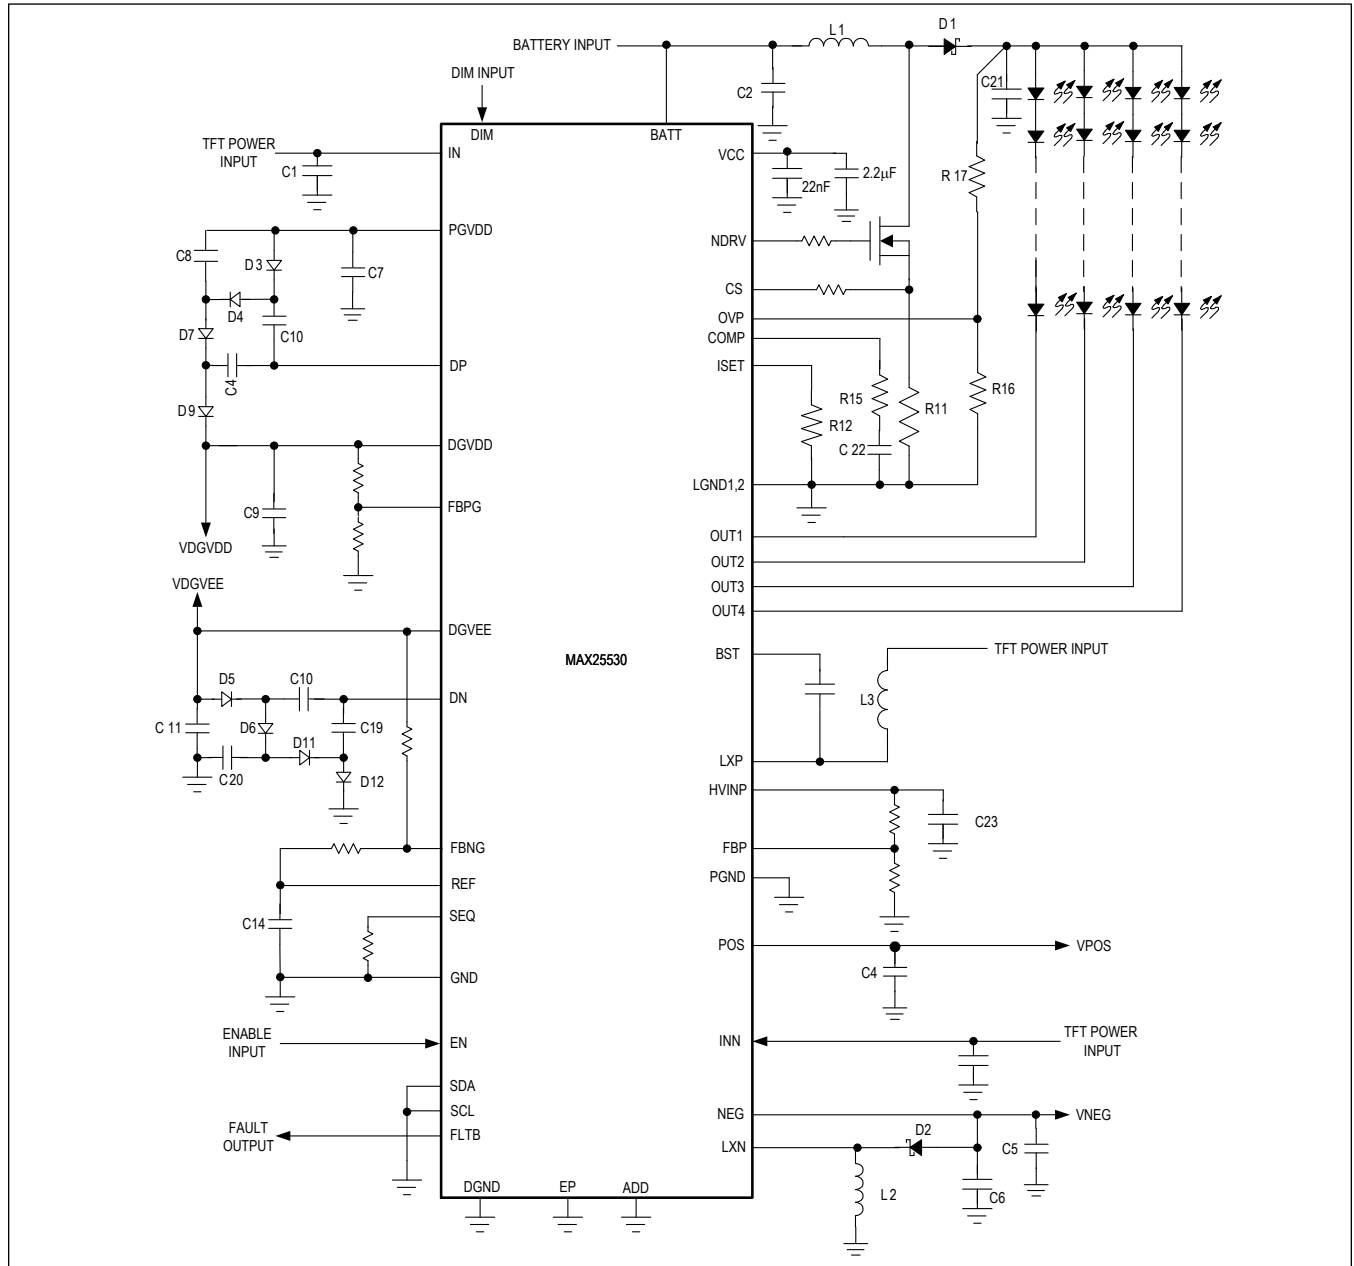 BATTERY INPUT
L1
D1
DIM INPUT
C2
C21
DIM
BATT
TFT POWER
INPUT
IN
C1
VCC
22nF
2.2µF
R 17
PGVDD
C8
D3
C7
NDRV
D4
C10
CS
D7
OVP
COMP
C4
DP
ISET
D9
R15
R11
R16
R12
DGVDD
C 22
FBPG
LGND1,2
C9
VDGVDD
OUT1
OUT2
VDGVEE
OUT3
OUT4
DGVEE
MAX25530
BST
TFT POWER INPUT
D5
C10
DN
L3
C 11
D6
C19
D11
C20
D12
LXP
HVINP
C23
FBNG
FBP
REF
PGND
C14
SEQ
POS
VPOS
C4
GND
ENABLE
INPUT
EN
INN
TFT POWER
INPUT
SDA
SCL
NEG
VNEG
FAULT
OUTPUT
FLTB
LXN
D2
C5
DGND
EP
ADD
L2
C6